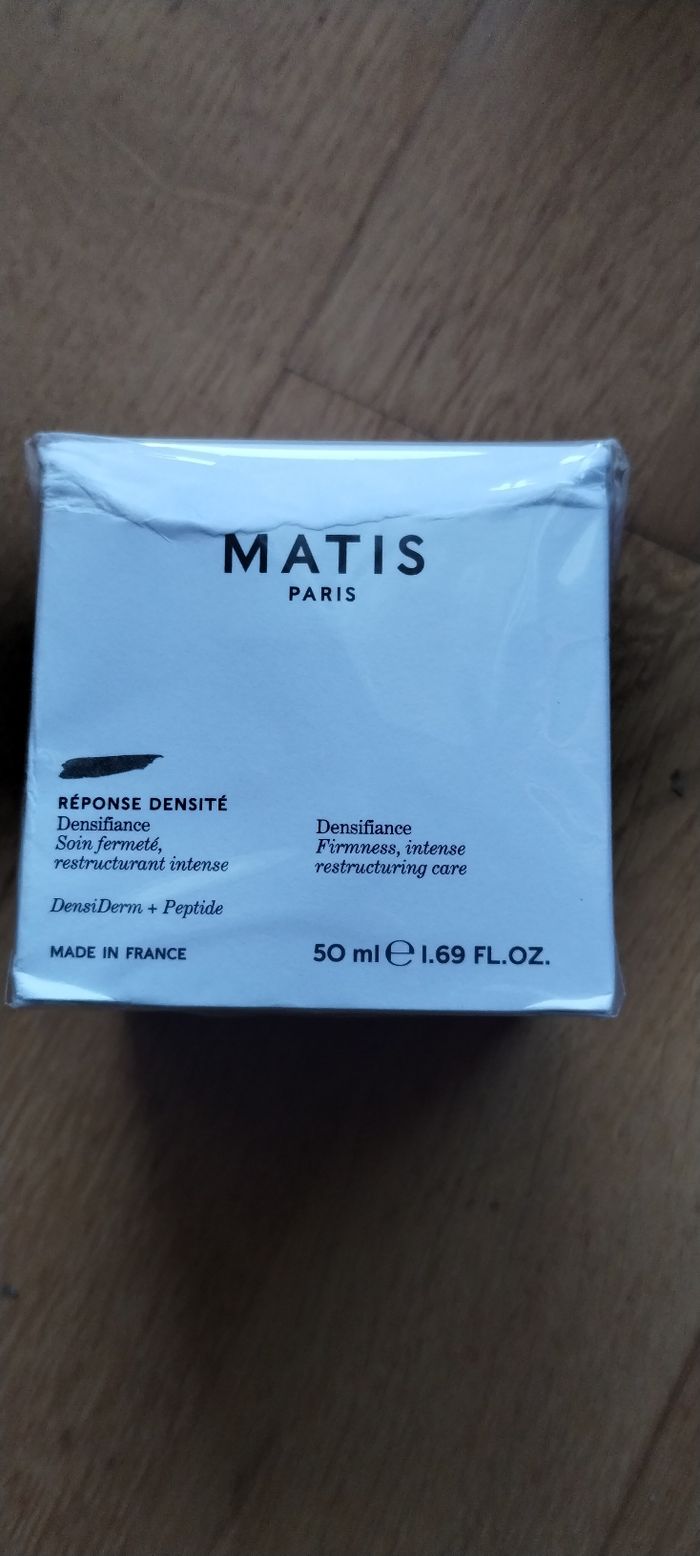 MATIS
PARIS
RÉPONSE DENSITÉ
Densifiance
Soin fermeté,
restructurant intense
DensiDerm + Peptide
MADE IN FRANCE
Densifiance
Firmness, intense
restructuring care
50 ml ℮ 1.69 FL.OZ.